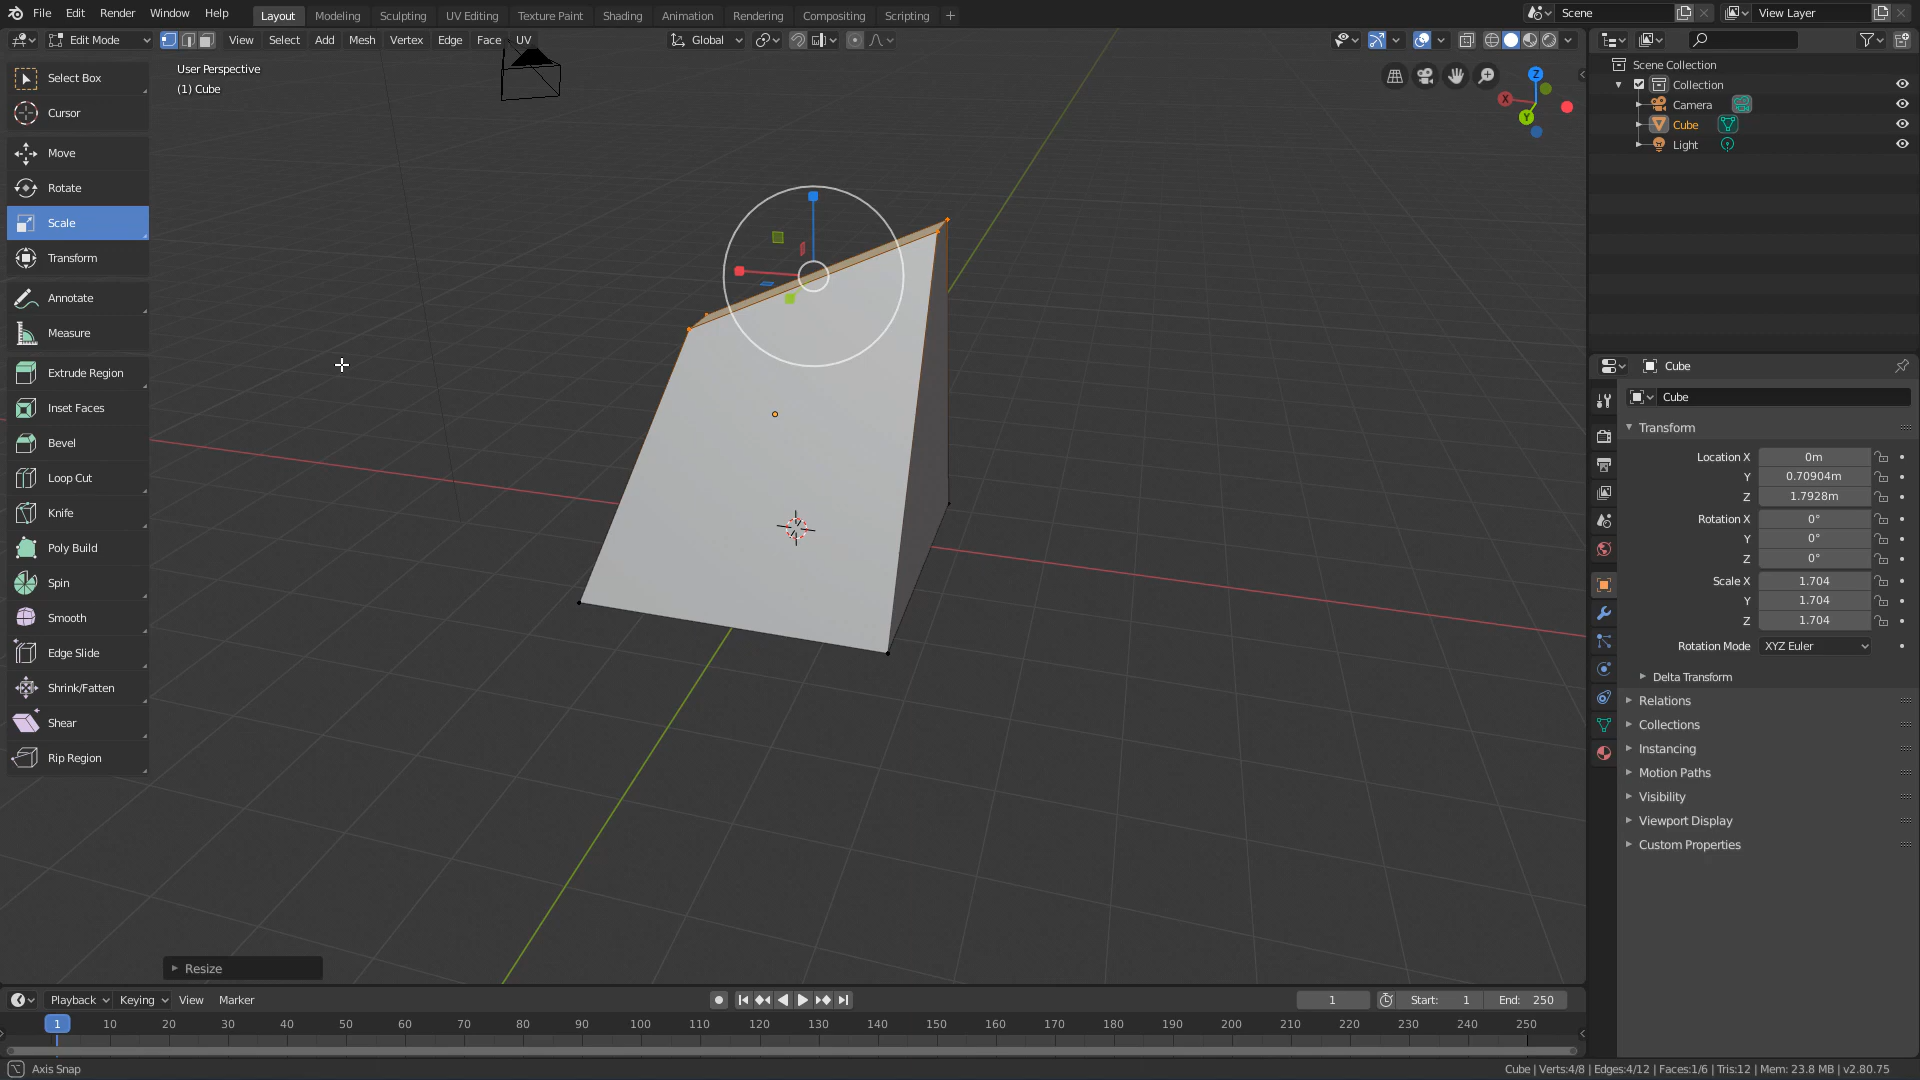 File Edit Render Window Help Layout Modeling Sculpting UV Editing Texture Paint Shading Animation Rendering Compositing Scripting + Scene View Layer
Edit Mode View Select Add Mesh Vertex Edge Face UV Global
User Perspective
(1) Cube
Select Box
Cursor
Move
Rotate
Scale
Transform
Annotate
Measure
Extrude Region
Inset Faces
Bevel
Loop Cut
Knife
Poly Build
Spin
Smooth
Edge Slide
Shrink/Fatten
Shear
Rip Region
Z
X
Y
Resize
Scene Collection
Collection
Camera
Cube
Light
Cube
Cube
Transform
Location X 0m
Y 0.70904m
Z 1.7928m
Rotation X 0°
Y 0°
Z 0°
Scale X 1.704
Y 1.704
Z 1.704
Rotation Mode XYZ Euler
Delta Transform
Relations
Collections
Instancing
Motion Paths
Visibility
Viewport Display
Custom Properties
Playback Keying View Marker 1 Start: 1 End: 250
1 10 20 30 40 50 60 70 80 90 100 110 120 130 140 150 160 170 180 190 200 210 220 230 240 250
Axis Snap Cube | Verts:4/8 | Edges:4/12 | Faces:1/6 | Tris:12 | Mem: 23.8 MB | v2.80.75